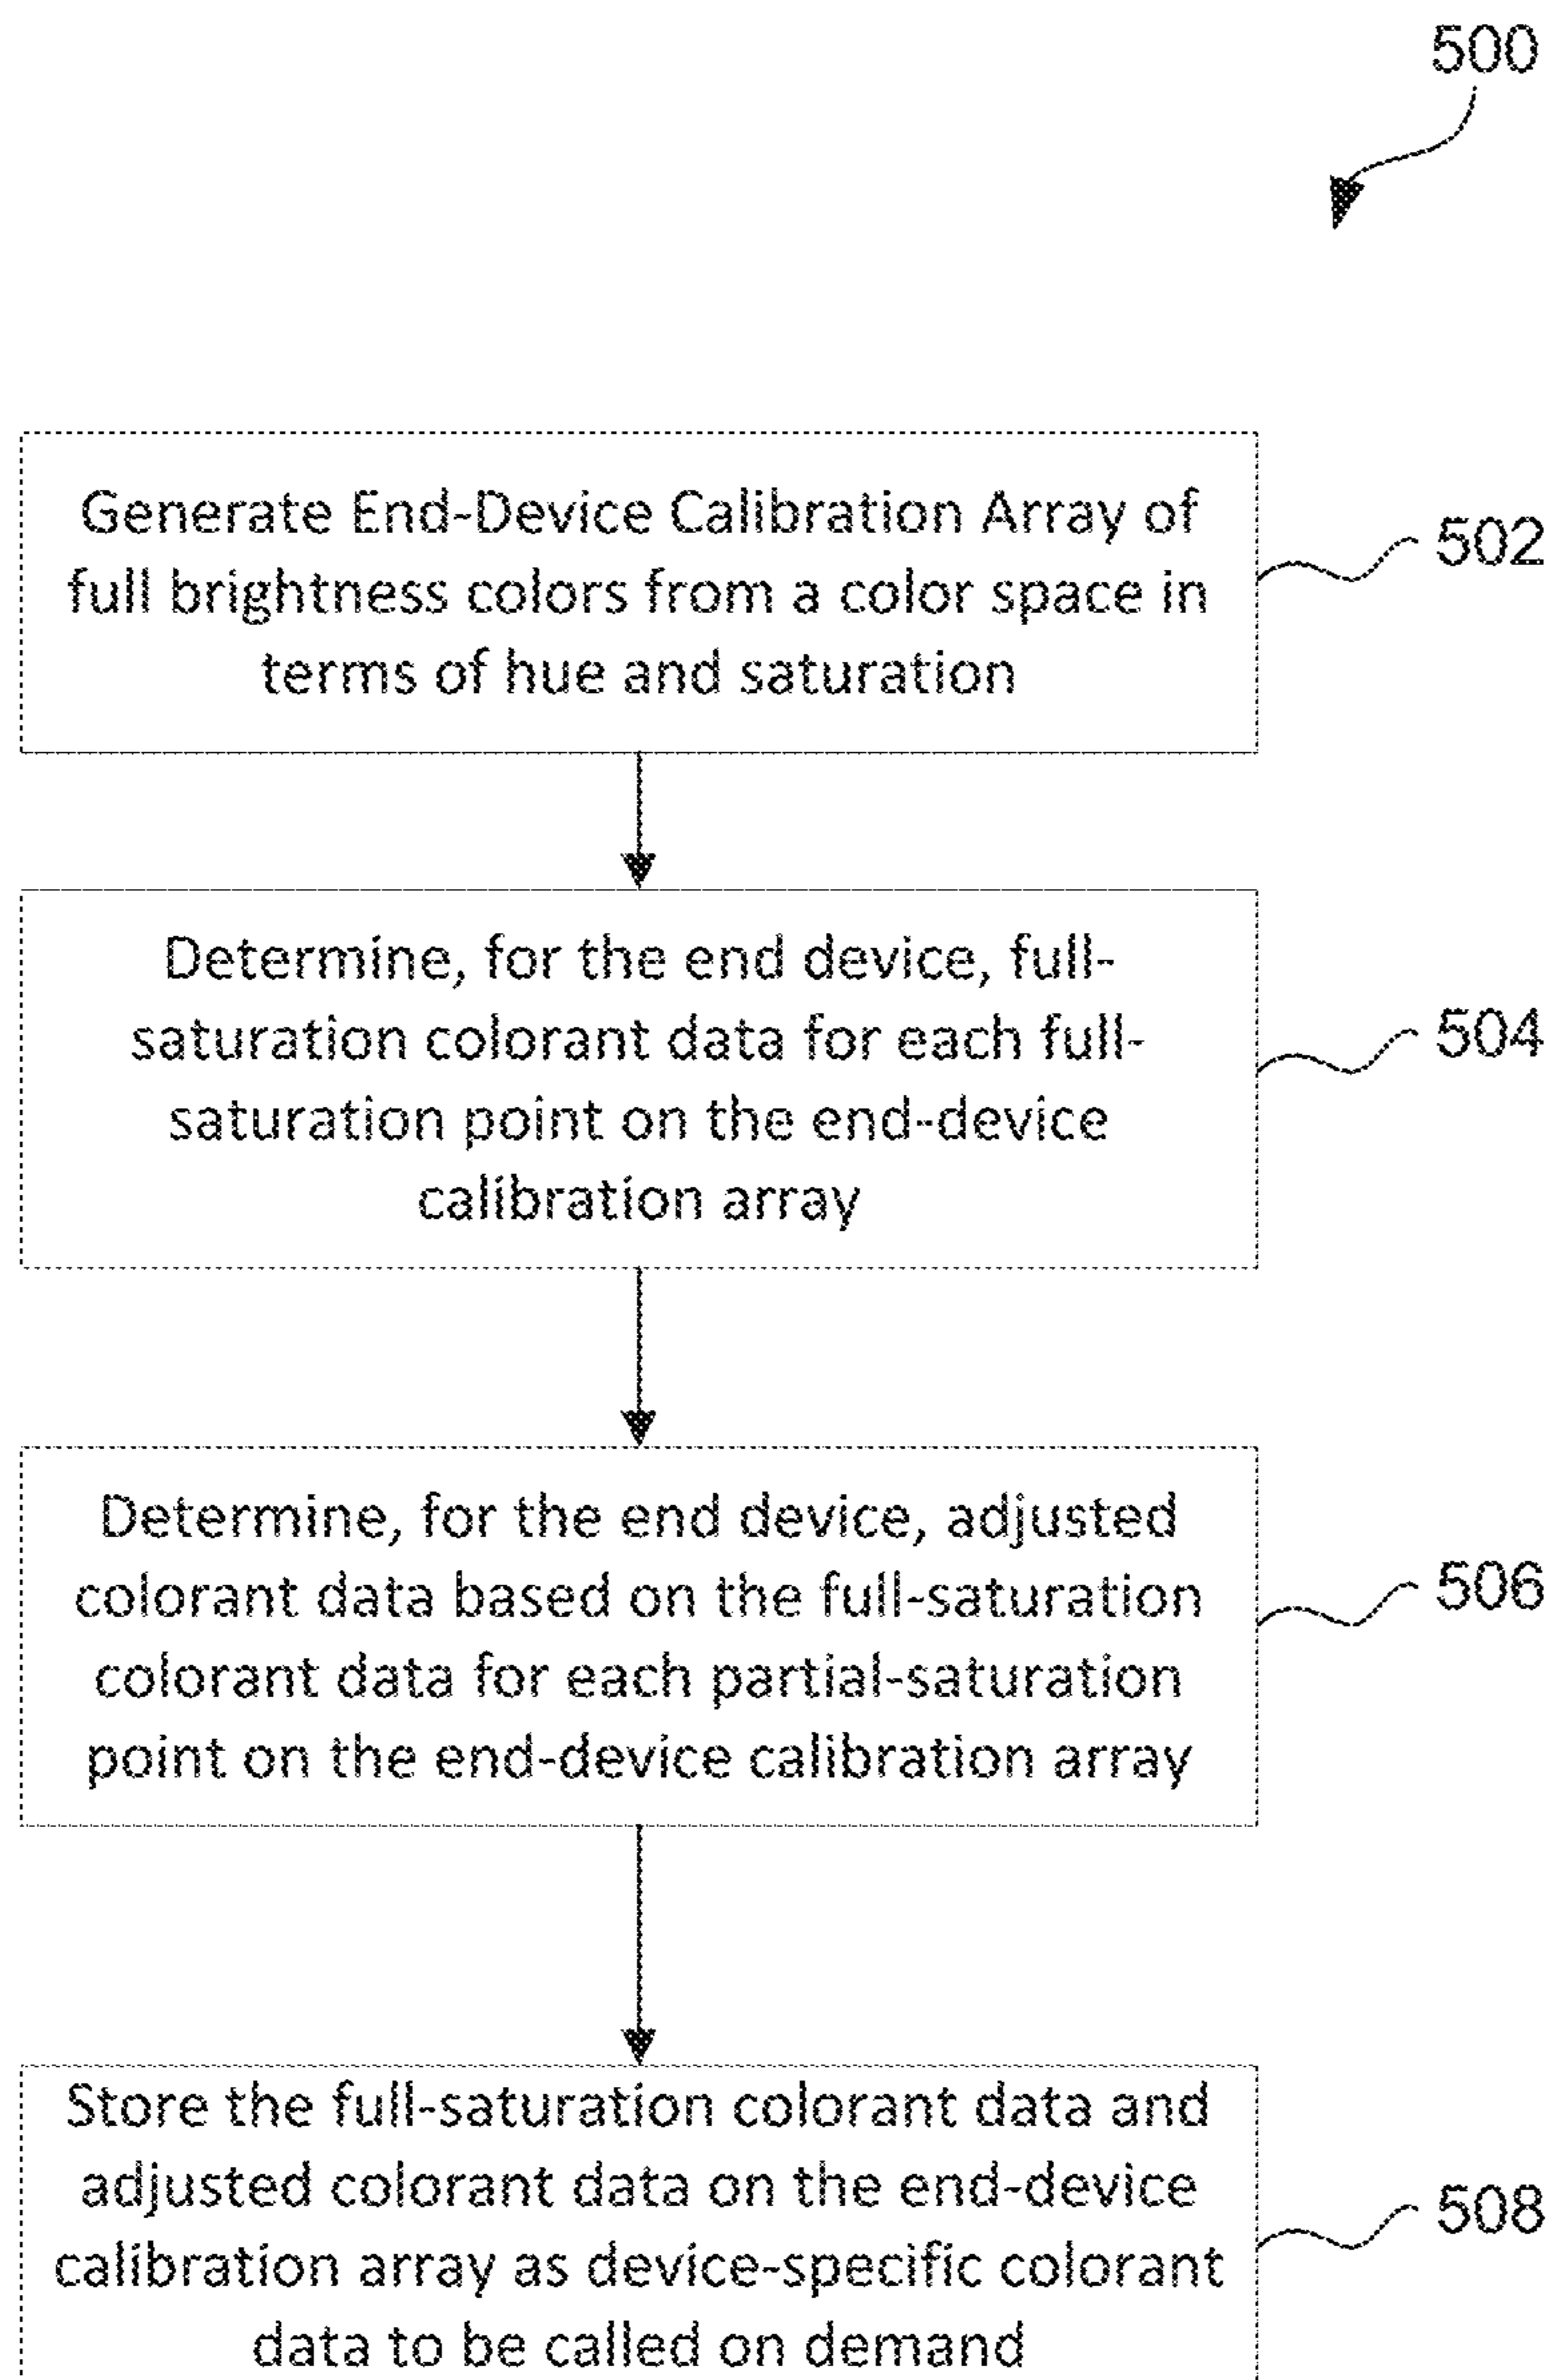 500
Generate End-Device Calibration Array of
full brightness colors from a color space in
terms of hue and saturation
502
Determine, for the end device, full-
saturation colorant data for each full-
saturation point on the end-device
calibration array
504
Determine, for the end device, adjusted
colorant data based on the full-saturation
colorant data for each partial-saturation
point on the end-device calibration array
506
Store the full-saturation colorant data and
adjusted colorant data on the end-device
calibration array as device-specific colorant
data to be called on demand
508